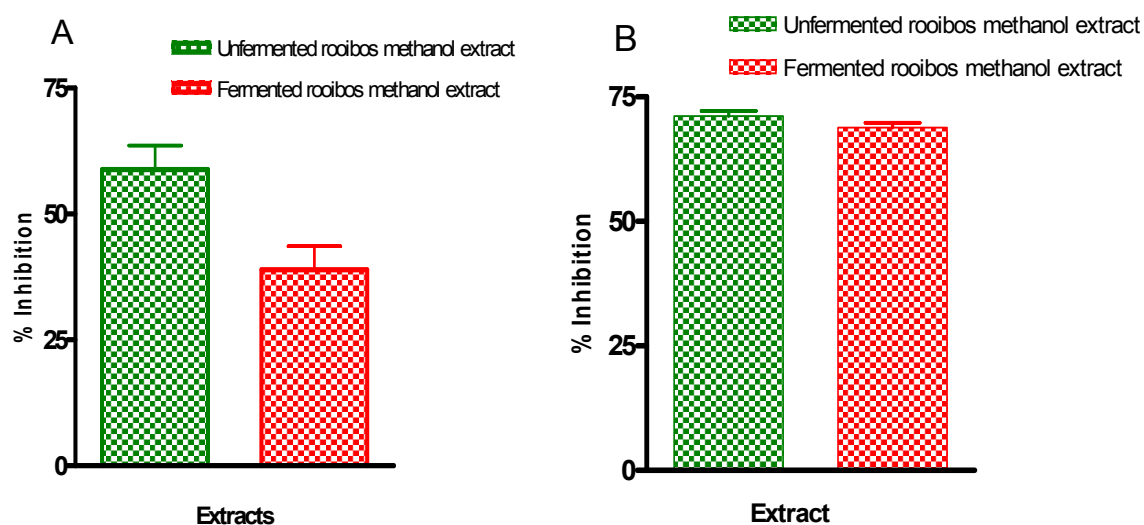 A
Unfermented rooibos methanol extract
Fermented rooibos methanol extract
75
50
25
0
% Inhibition
Extracts
B
Unfermented rooibos methanol extract
Fermented rooibos methanol extract
75
50
25
0
% Inhibition
Extract